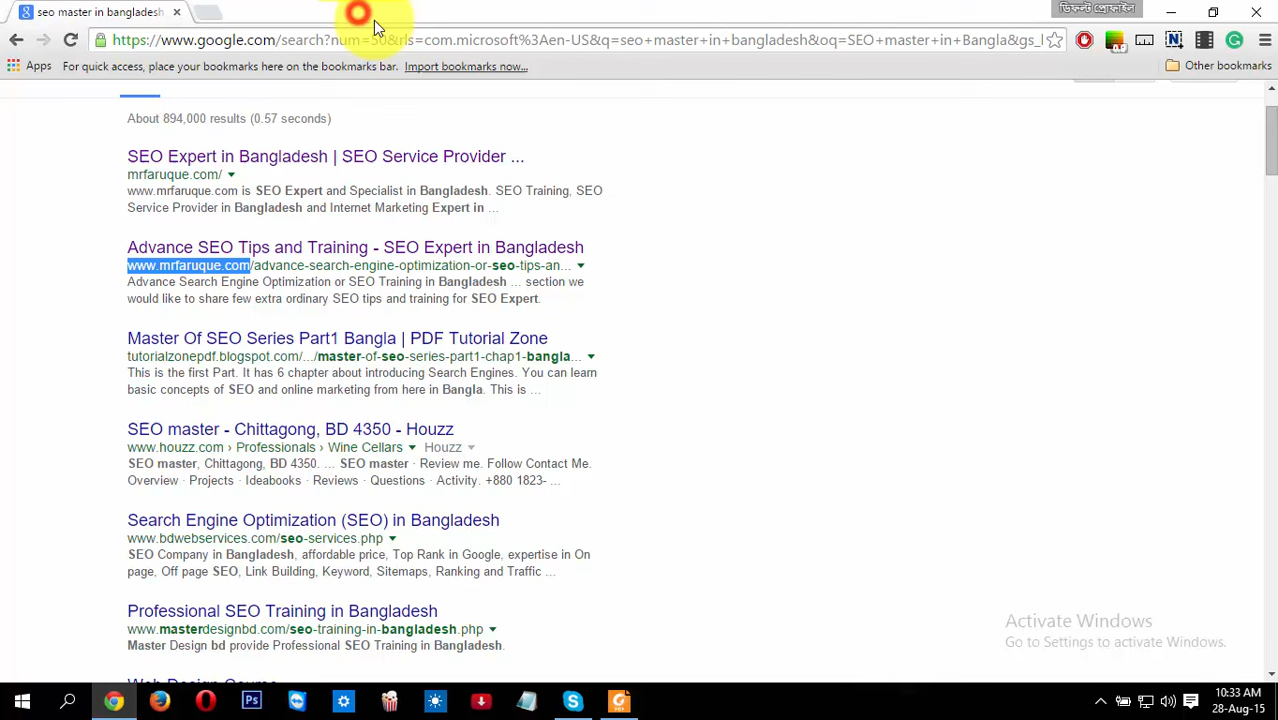 seo master in bangladesh
ডিফল্ট প্রোফাইল
https://www.google.com/search?num=50&rls=com.microsoft%3Aen-US&q=seo+master+in+bangladesh&oq=SEO+master+in+Bangla&gs_l
Apps For quick access, place your bookmarks here on the bookmarks bar. Import bookmarks now... Other bookmarks
About 894,000 results (0.57 seconds)
SEO Expert in Bangladesh | SEO Service Provider ...
mrfaruque.com/
www.mrfaruque.com is SEO Expert and Specialist in Bangladesh. SEO Training, SEO
Service Provider in Bangladesh and Internet Marketing Expert in ...
Advance SEO Tips and Training - SEO Expert in Bangladesh
www.mrfaruque.com/advance-search-engine-optimization-or-seo-tips-an...
Advance Search Engine Optimization or SEO Training in Bangladesh ... section we
would like to share few extra ordinary SEO tips and training for SEO Expert.
Master Of SEO Series Part1 Bangla | PDF Tutorial Zone
tutorialzonepdf.blogspot.com/.../master-of-seo-series-part1-chap1-bangla...
This is the first Part. It has 6 chapter about introducing Search Engines. You can learn
basic concepts of SEO and online marketing from here in Bangla. This is ...
SEO master - Chittagong, BD 4350 - Houzz
www.houzz.com › Professionals › Wine Cellars Houzz
SEO master, Chittagong, BD 4350. ... SEO master · Review me. Follow Contact Me.
Overview · Projects · Ideabooks · Reviews · Questions · Activity. +880 1823- ...
Search Engine Optimization (SEO) in Bangladesh
www.bdwebservices.com/seo-services.php
SEO Company in Bangladesh, affordable price, Top Rank in Google, expertise in On
page, Off page SEO, Link Building, Keyword, Sitemaps, Ranking and Traffic ...
Professional SEO Training in Bangladesh
www.masterdesignbd.com/seo-training-in-bangladesh.php
Master Design bd provide Professional SEO Training in Bangladesh.
Web Design Course
Activate Windows
Go to Settings to activate Windows.
10:33 AM
28-Aug-15